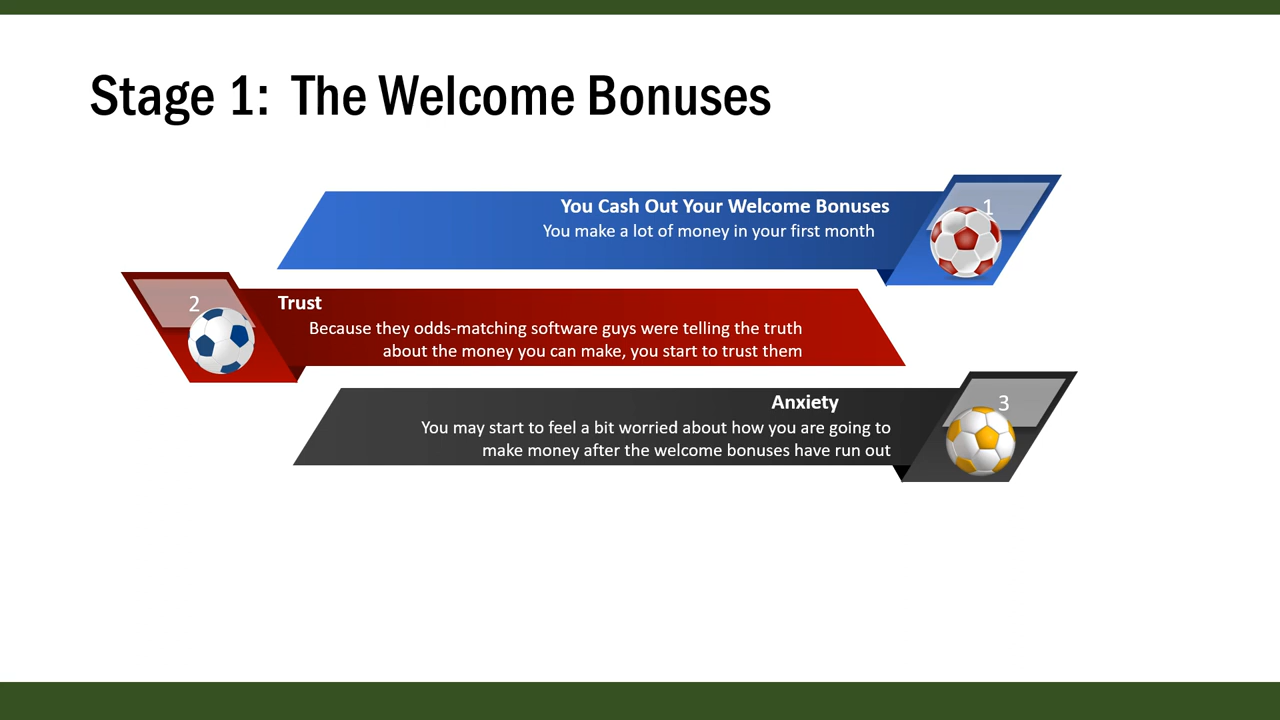 Stage 1: The Welcome Bonuses
1
You Cash Out Your Welcome Bonuses
You make a lot of money in your first month
2
Trust
Because they odds-matching software guys were telling the truth
about the money you can make, you start to trust them
3
Anxiety
You may start to feel a bit worried about how you are going to
make money after the welcome bonuses have run out